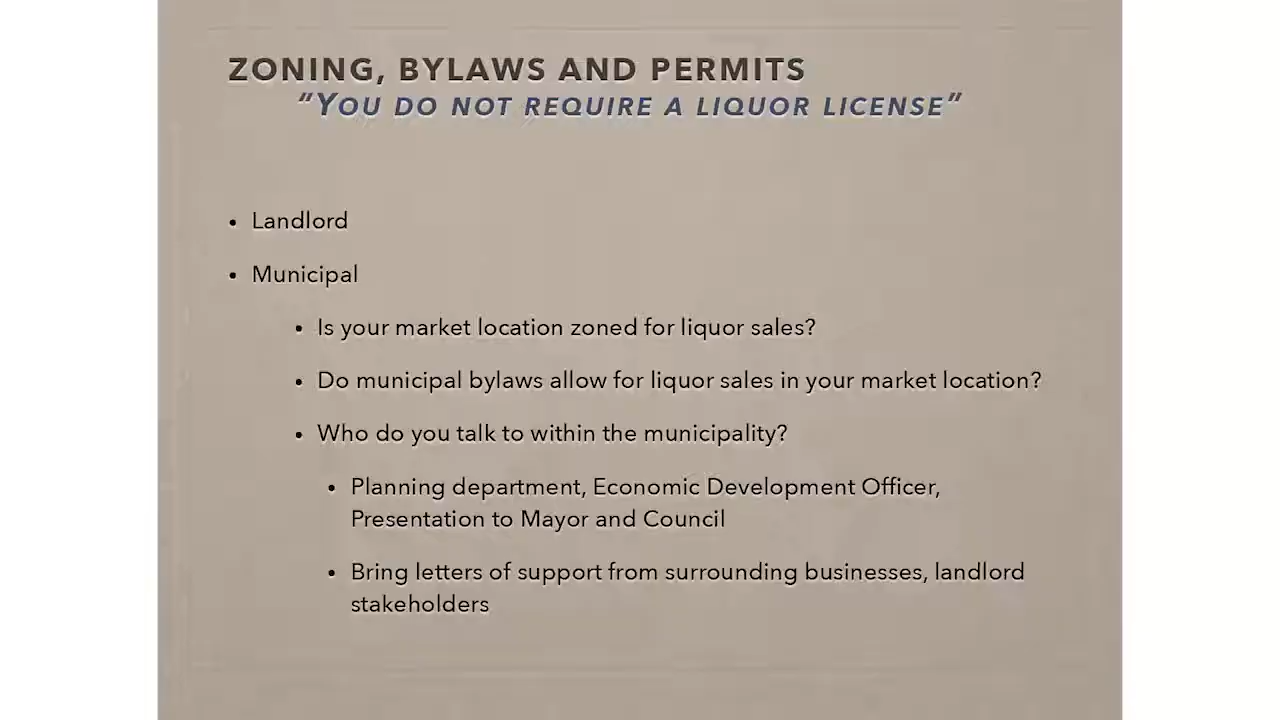 ZONING, BYLAWS AND PERMITS
"YOU DO NOT REQUIRE A LIQUOR LICENSE"
• Landlord
• Municipal
• Is your market location zoned for liquor sales?
• Do municipal bylaws allow for liquor sales in your market location?
• Who do you talk to within the municipality?
• Planning department, Economic Development Officer,
Presentation to Mayor and Council
• Bring letters of support from surrounding businesses, landlord
stakeholders